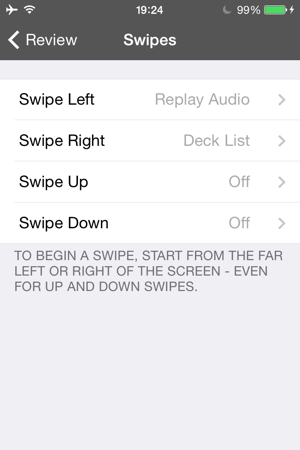 19:24
99%
Review
Swipes
Swipe Left Replay Audio
Swipe Right Deck List
Swipe Up Off
Swipe Down Off
TO BEGIN A SWIPE, START FROM THE FAR
LEFT OR RIGHT OF THE SCREEN - EVEN
FOR UP AND DOWN SWIPES.